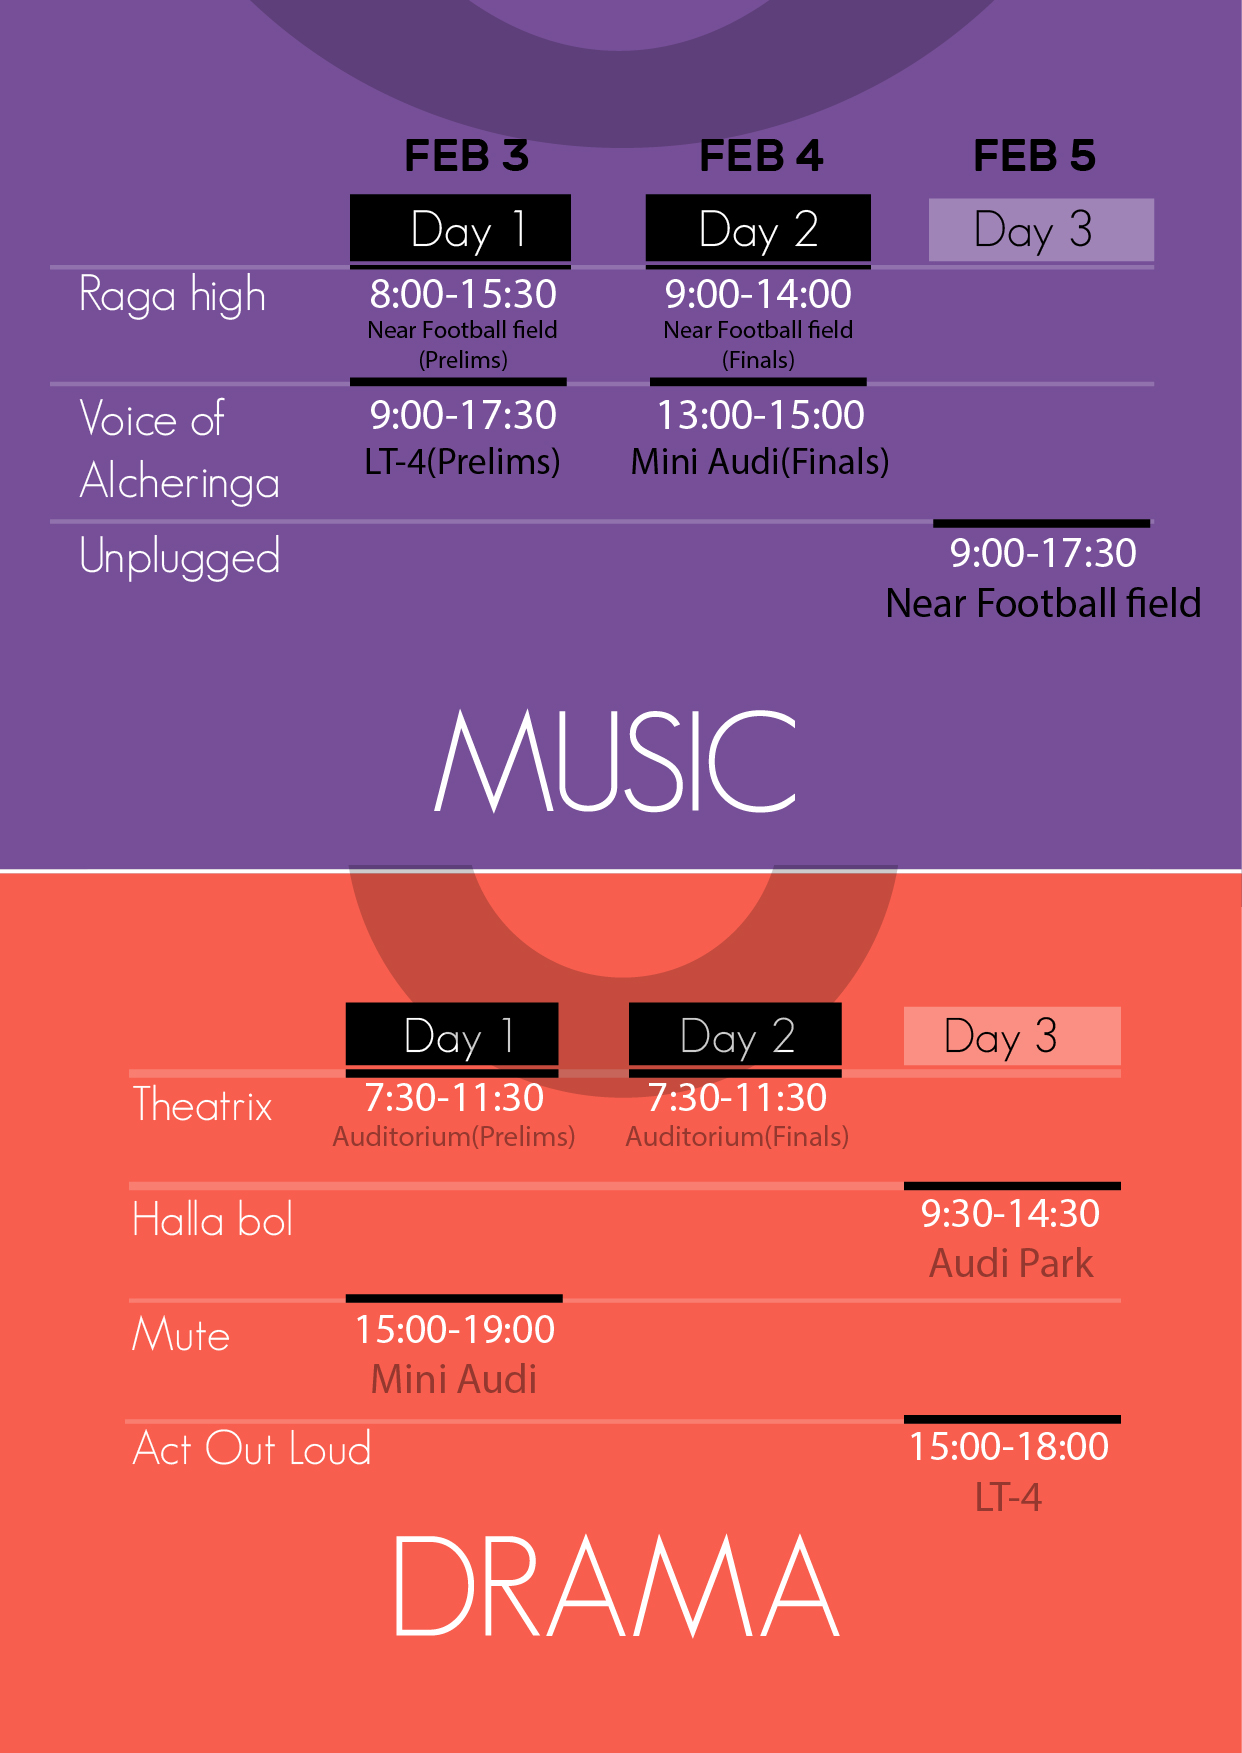 FEB 3 FEB 4 FEB 5
Day 1 Day 2 Day 3
Raga high 8:00-15:30 9:00-14:00
Near Football field Near Football field
(Prelims) (Finals)
Voice of 9:00-17:30 13:00-15:00
Alcheringa LT-4(Prelims) Mini Audi(Finals)
Unplugged 9:00-17:30
Near Football field
MUSIC
Day 1 Day 2 Day 3
Theatrix 7:30-11:30 7:30-11:30
Auditorium(Prelims) Auditorium(Finals)
Halla bol 9:30-14:30
Audi Park
Mute 15:00-19:00
Mini Audi
Act Out Loud 15:00-18:00
LT-4
DRAMA